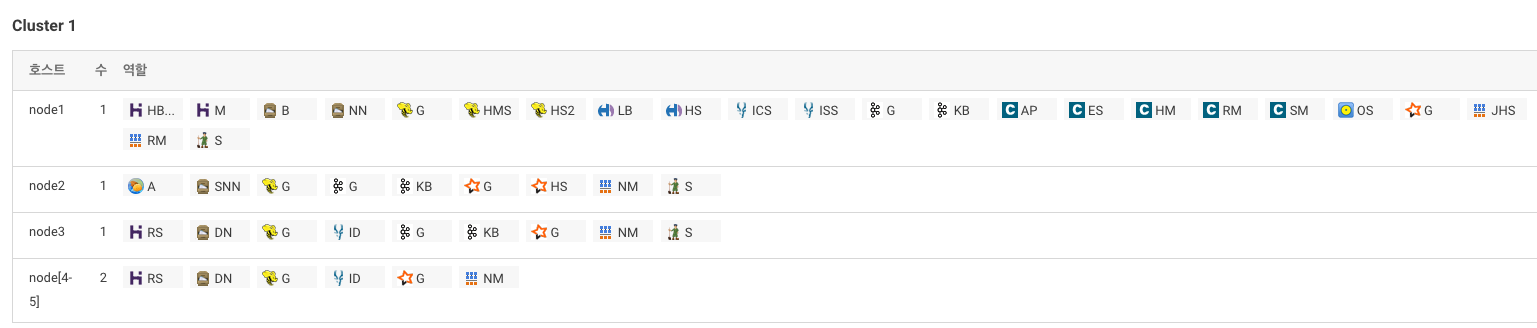 Cluster 1
호스트 수 역할
node1 1 HB... M B NN G HMS HS2 LB HS ICS ISS G KB AP ES HM RM SM OS G JHS
RM S
node2 1 A SNN G G KB G HS NM S
node3 1 RS DN G ID G KB G NM S
node[4- 2 RS DN G ID G NM
5]